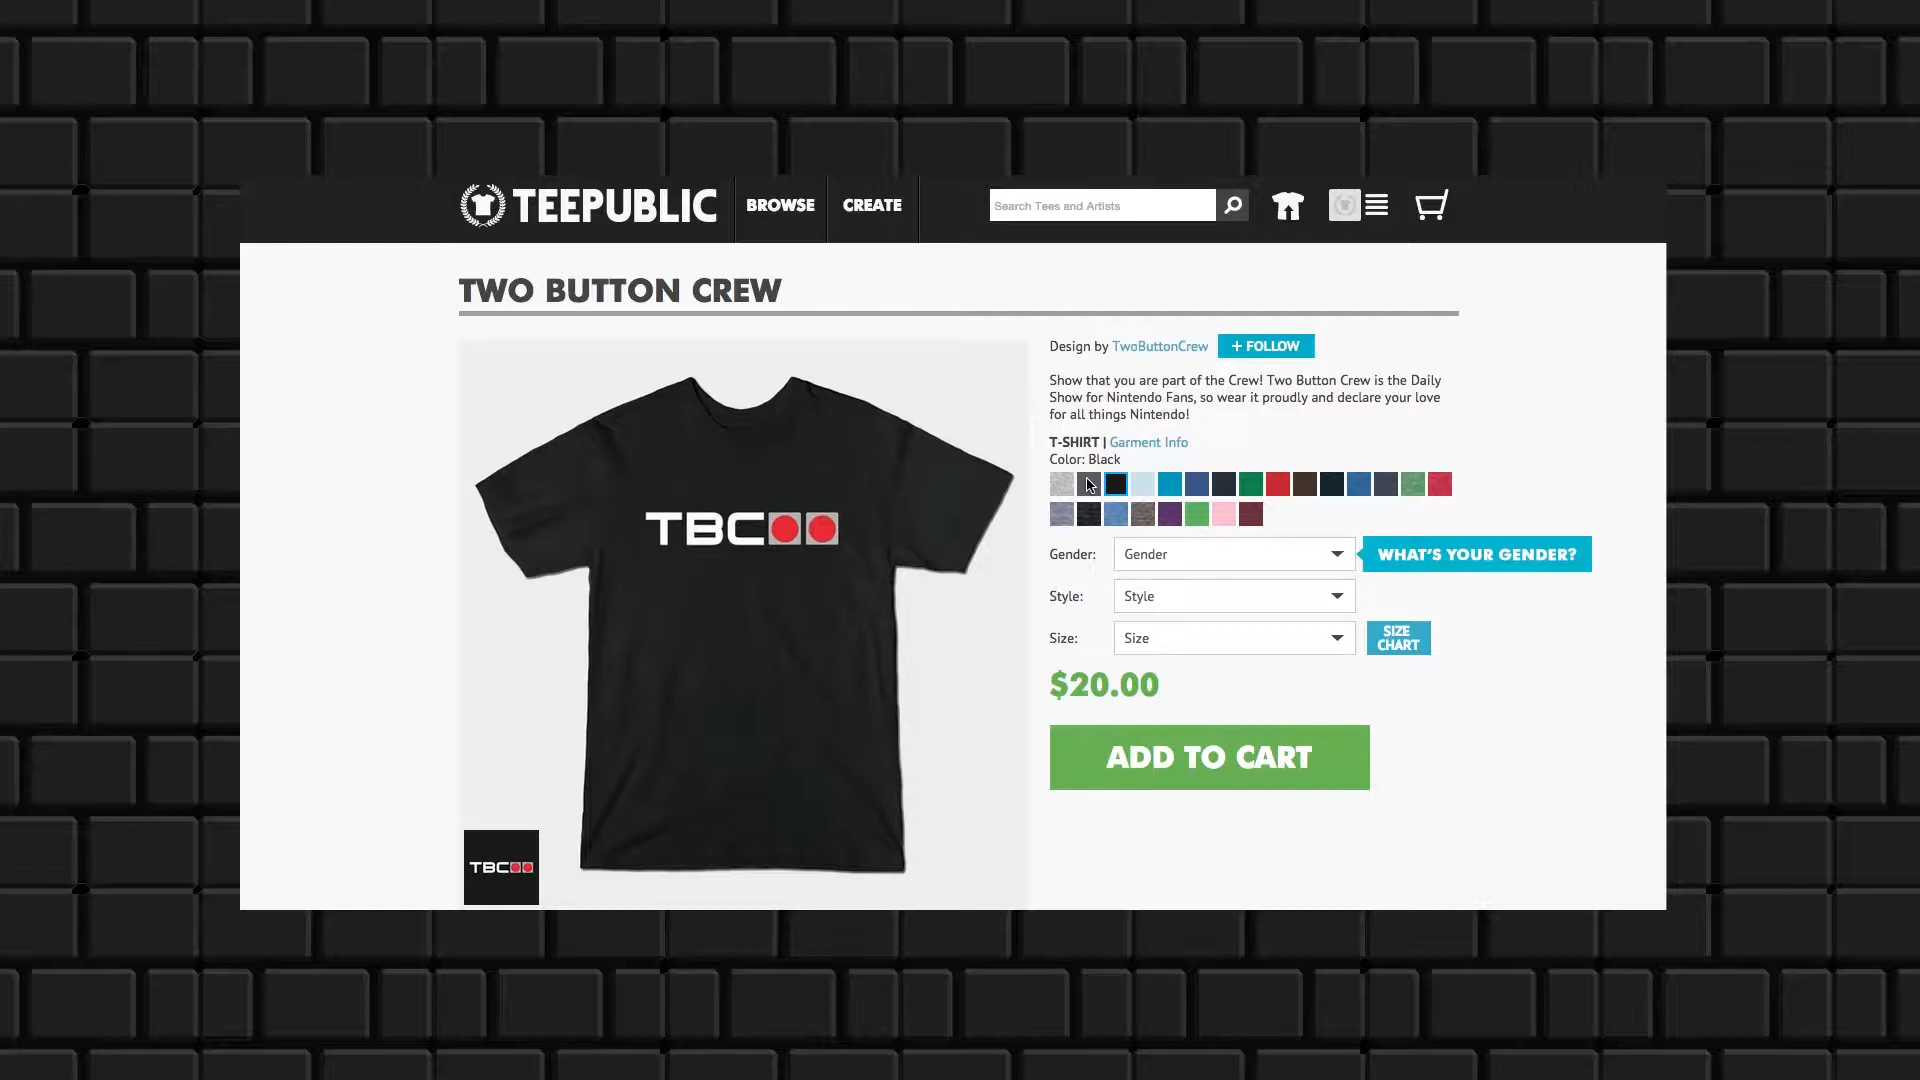 TEEPUBLIC BROWSE CREATE Search Tees and Artists
TWO BUTTON CREW
Design by TwoButtonCrew + FOLLOW
Show that you are part of the Crew! Two Button Crew is the Daily
Show for Nintendo Fans, so wear it proudly and declare your love
for all things Nintendo!
T-SHIRT | Garment Info
Color: Black
TBC
Gender: Gender WHAT'S YOUR GENDER?
Style: Style
Size: Size SIZE CHART
$20.00
ADD TO CART
TBC